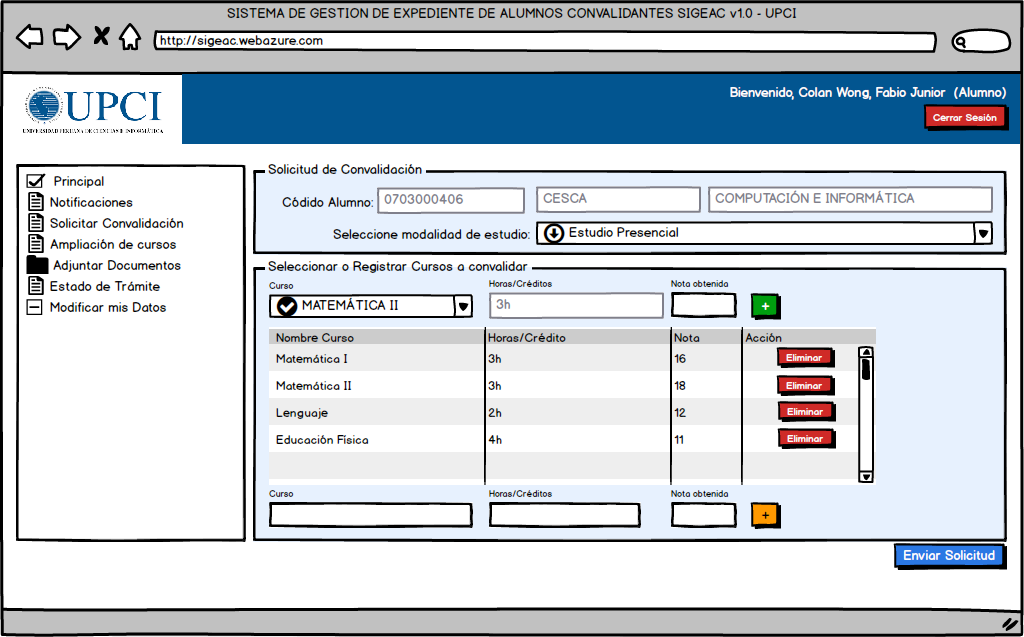 SISTEMA DE GESTION DE EXPEDIENTE DE ALUMNOS CONVALIDANTES SIGEAC v1.0 - UPCI
http://sigeac.webazure.com
UPCI
UNIVERSIDAD PERUANA DE CIENCIAS E INFORMÁTICA
Bienvenido, Colan Wong, Fabio Junior (Alumno)
Cerrar Sesión
Principal
Notificaciones
Solicitar Convalidación
Ampliación de cursos
Adjuntar Documentos
Estado de Trámite
Modificar mis Datos
Solicitud de Convalidación
Códido Alumno: 0703000406 CESCA COMPUTACIÓN E INFORMÁTICA
Seleccione modalidad de estudio: Estudio Presencial
Seleccionar o Registrar Cursos a convalidar
Curso Horas/Créditos Nota obtenida
MATEMÁTICA II 3h +
Nombre Curso Horas/Crédito Nota Acción
Matemática I 3h 16 Eliminar
Matemática II 3h 18 Eliminar
Lenguaje 2h 12 Eliminar
Educación Física 4h 11 Eliminar
Curso Horas/Créditos Nota obtenida
+
Enviar Solicitud